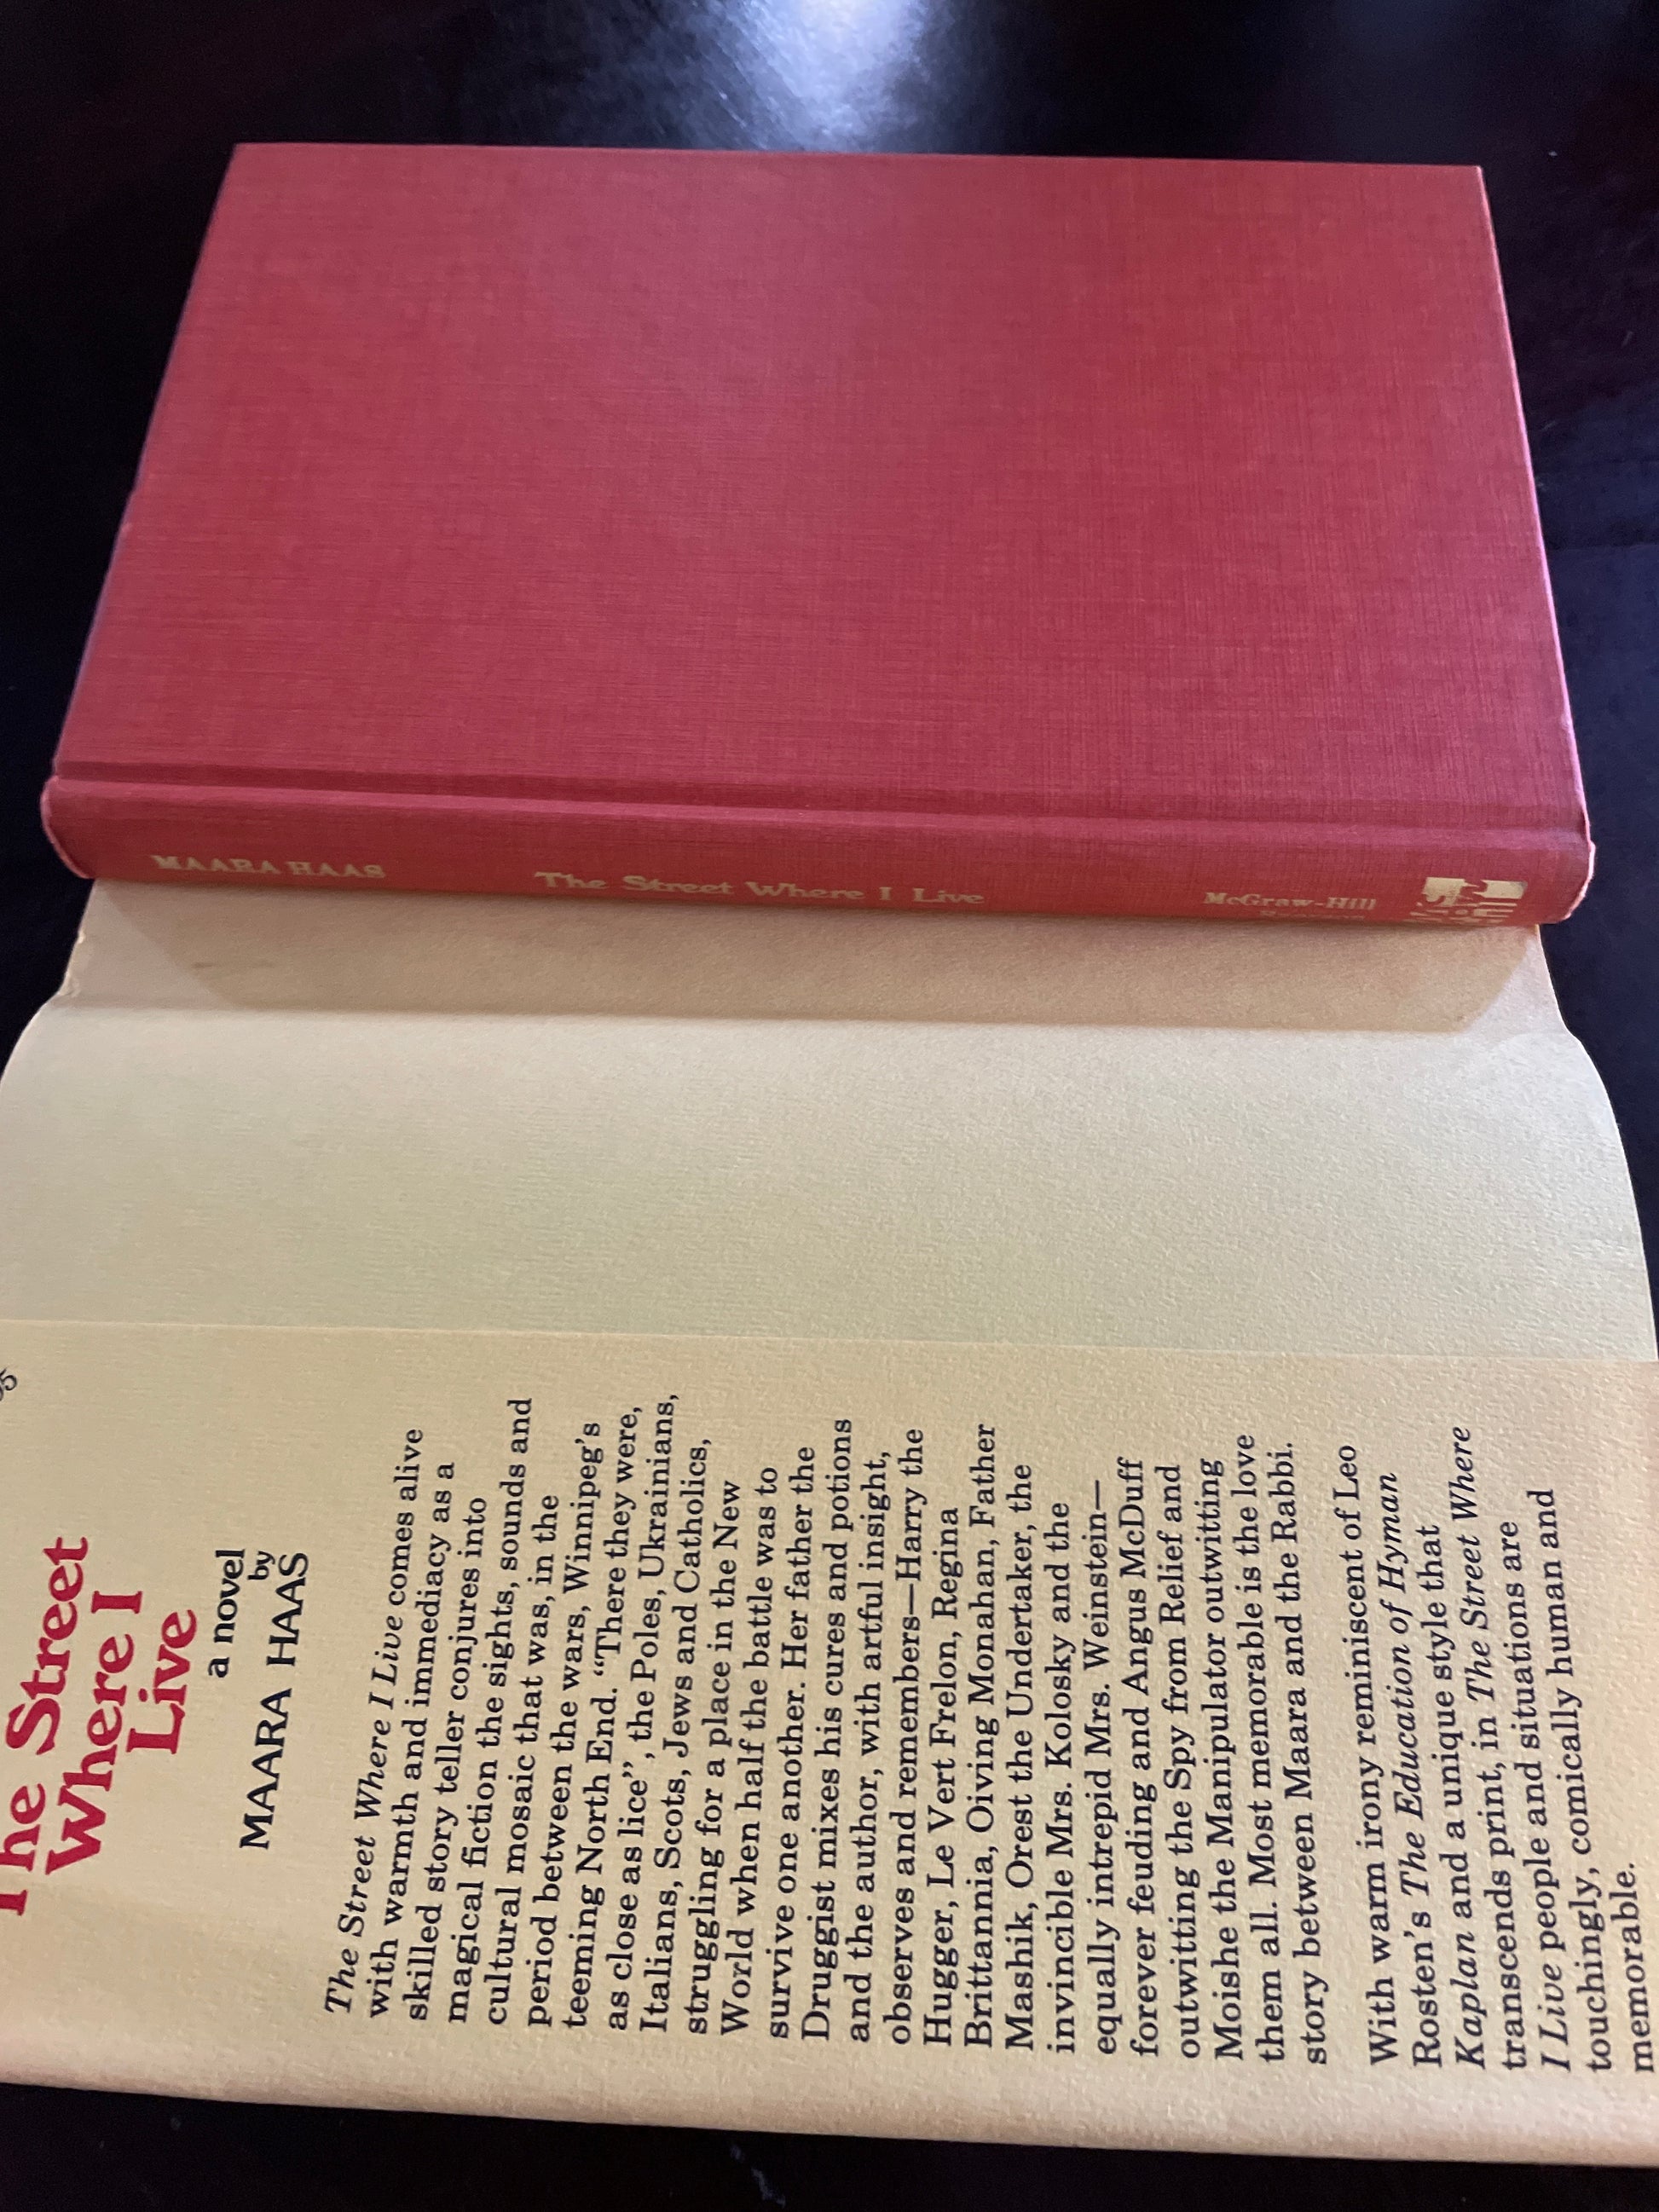 MAARA HAAS
The Street Where I Live
McGraw-Hill
Ryerson
The Street
Where I
Live
a novel
by
MAARA HAAS
The Street Where I Live comes alive
with warmth and immediacy as a
skilled story teller conjures into
magical fiction the sights, sounds and
cultural mosaic that was, in the
period between the wars, Winnipeg's
teeming North End. “There they were,
as close as lice”, the Poles, Ukrainians,
Italians, Scots, Jews and Catholics,
struggling for a place in the New
World when half the battle was to
survive one another. Her father the
Druggist mixes his cures and potions
and the author, with artful insight,
observes and remembers—Harry the
Hugger, Le Vert Frelon, Regina
Brittannia, Oiving Monahan, Father
Mashik, Orest the Undertaker, the
invincible Mrs. Kolosky and the
equally intrepid Mrs. Weinstein—
forever feuding and Angus McDuff
outwitting the Spy from Relief and
Moishe the Manipulator outwitting
them all. Most memorable is the love
story between Maara and the Rabbi.
With warm irony reminiscent of Leo
Rosten's The Education of Hyman
Kaplan and a unique style that
transcends print, in The Street Where
I Live people and situations are
touchingly, comically human and
memorable.